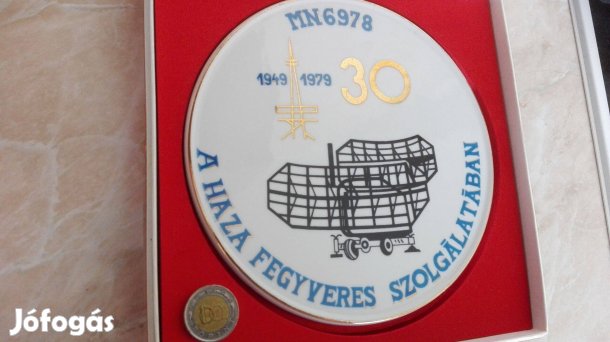 MN6978
1949 1979 30
A HAZA FEGYVERES SZOLGÁLATÁBAN
Jófogás